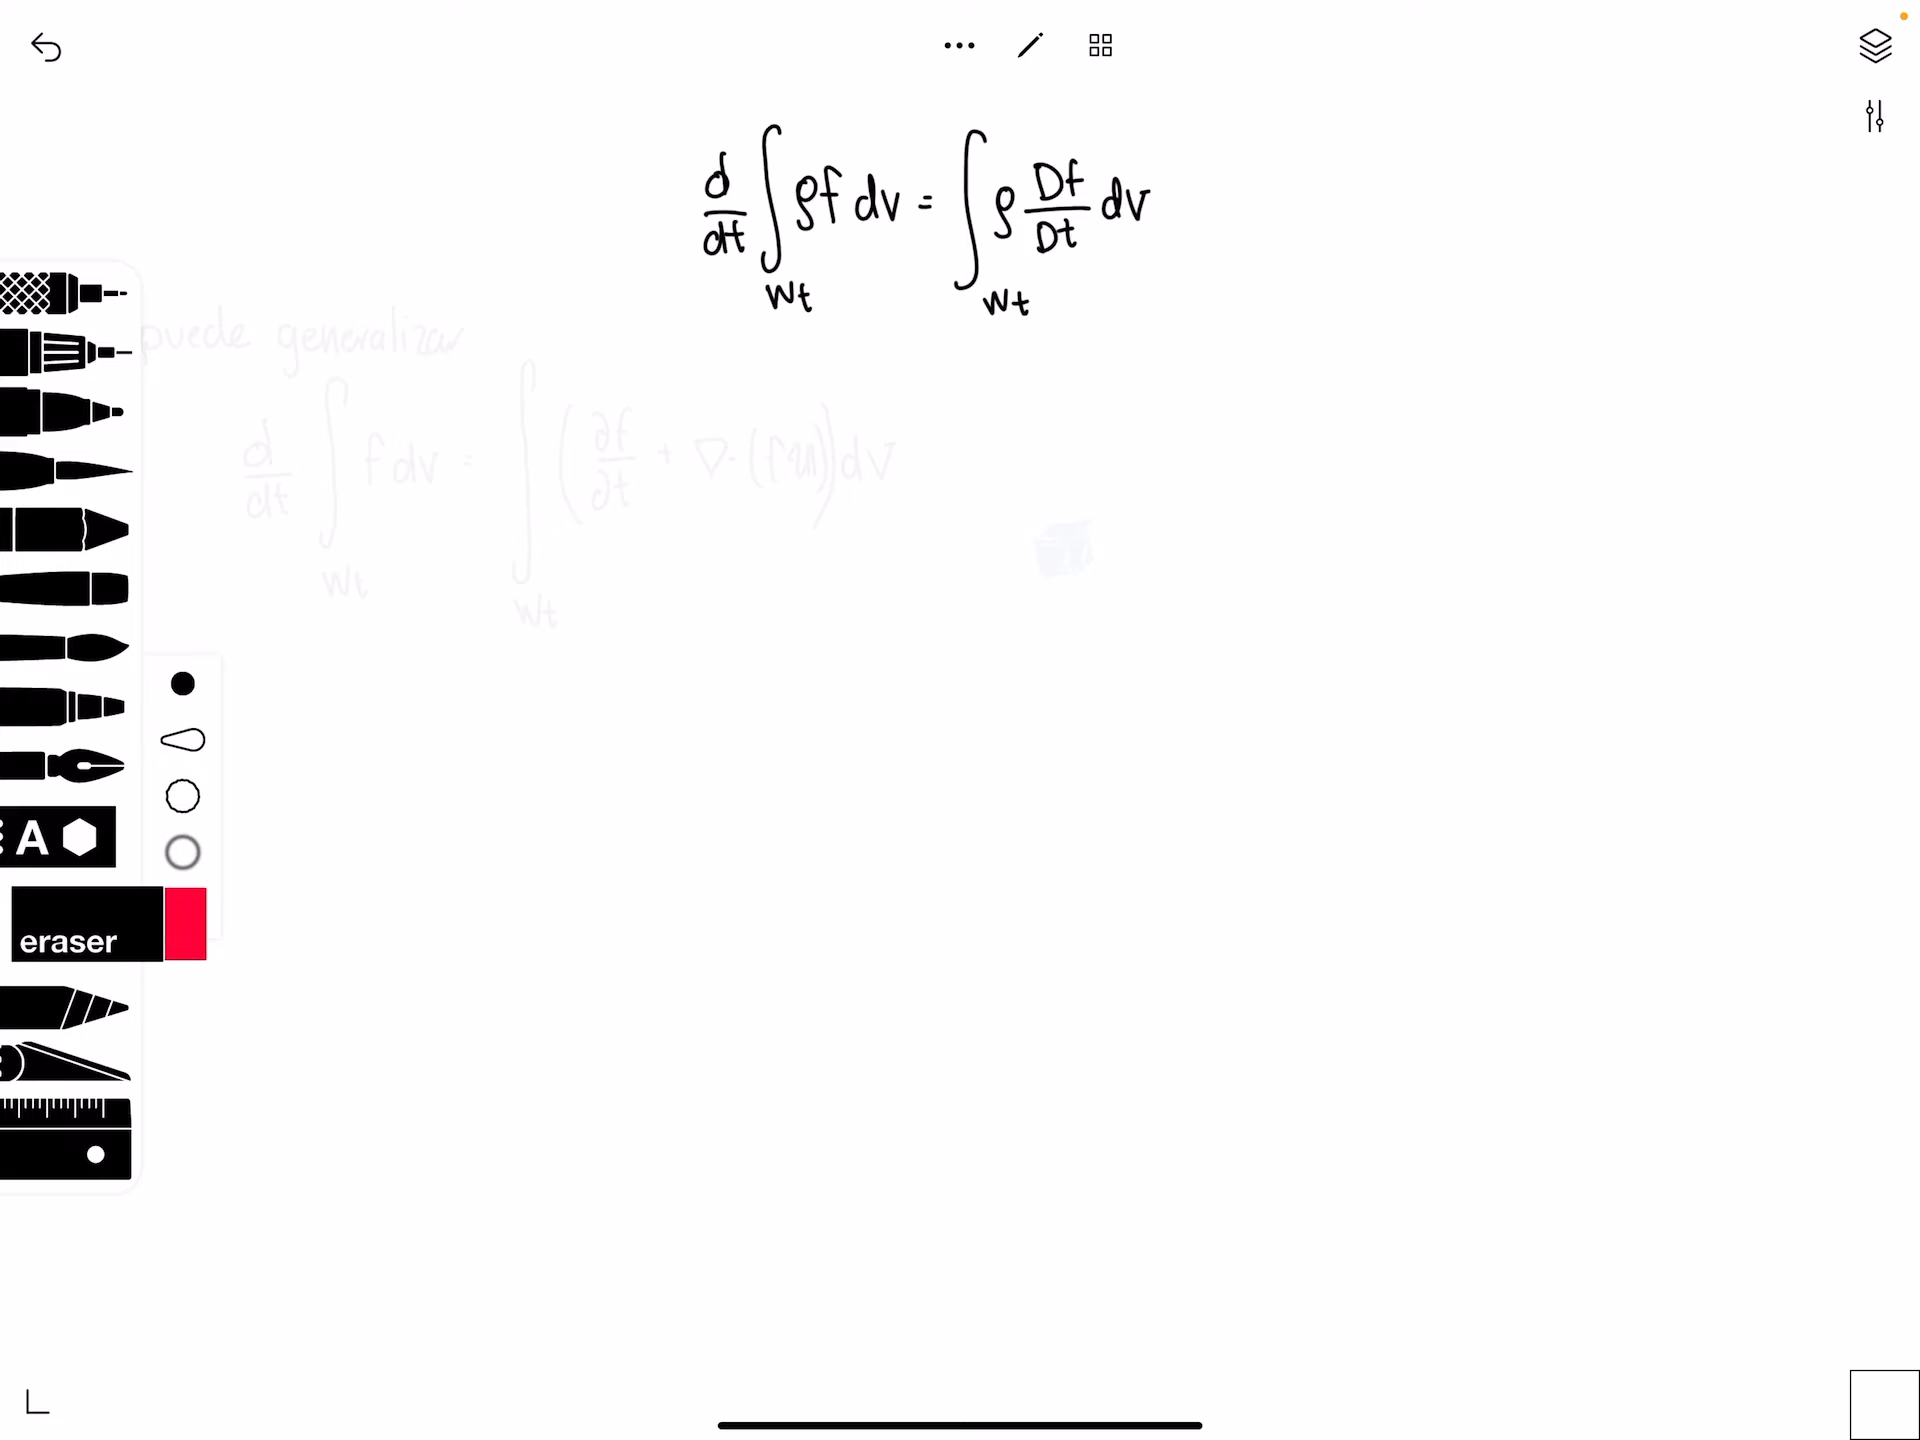 d/dt ∫_{Wt} ρf dv = ∫_{Wt} ρ Df/Dt dv
puede generalizar
d/dt ∫_{Wt} f dv = ∫_{Wt} (∂f/∂t + ∇·(fu)) dv
A
eraser